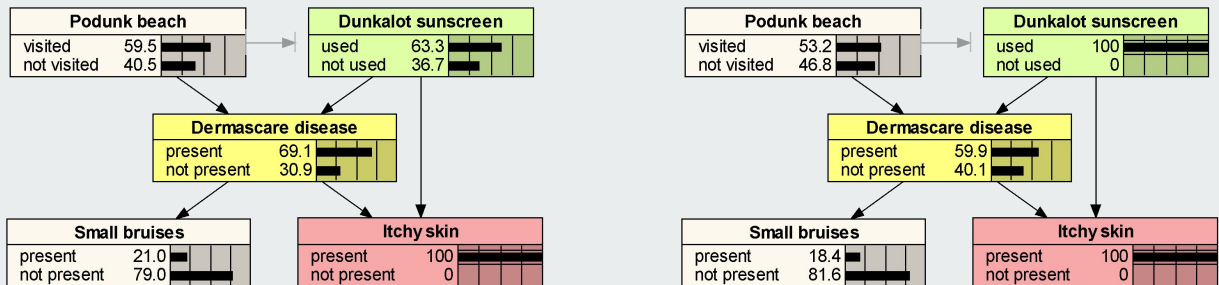 Podunk beach
visited 59.5
not visited 40.5
Dunkalot sunscreen
used 63.3
not used 36.7
Dermascare disease
present 69.1
not present 30.9
Small bruises
present 21.0
not present 79.0
Itchy skin
present 100
not present 0
Podunk beach
visited 53.2
not visited 46.8
Dunkalot sunscreen
used 100
not used 0
Dermascare disease
present 59.9
not present 40.1
Small bruises
present 18.4
not present 81.6
Itchy skin
present 100
not present 0